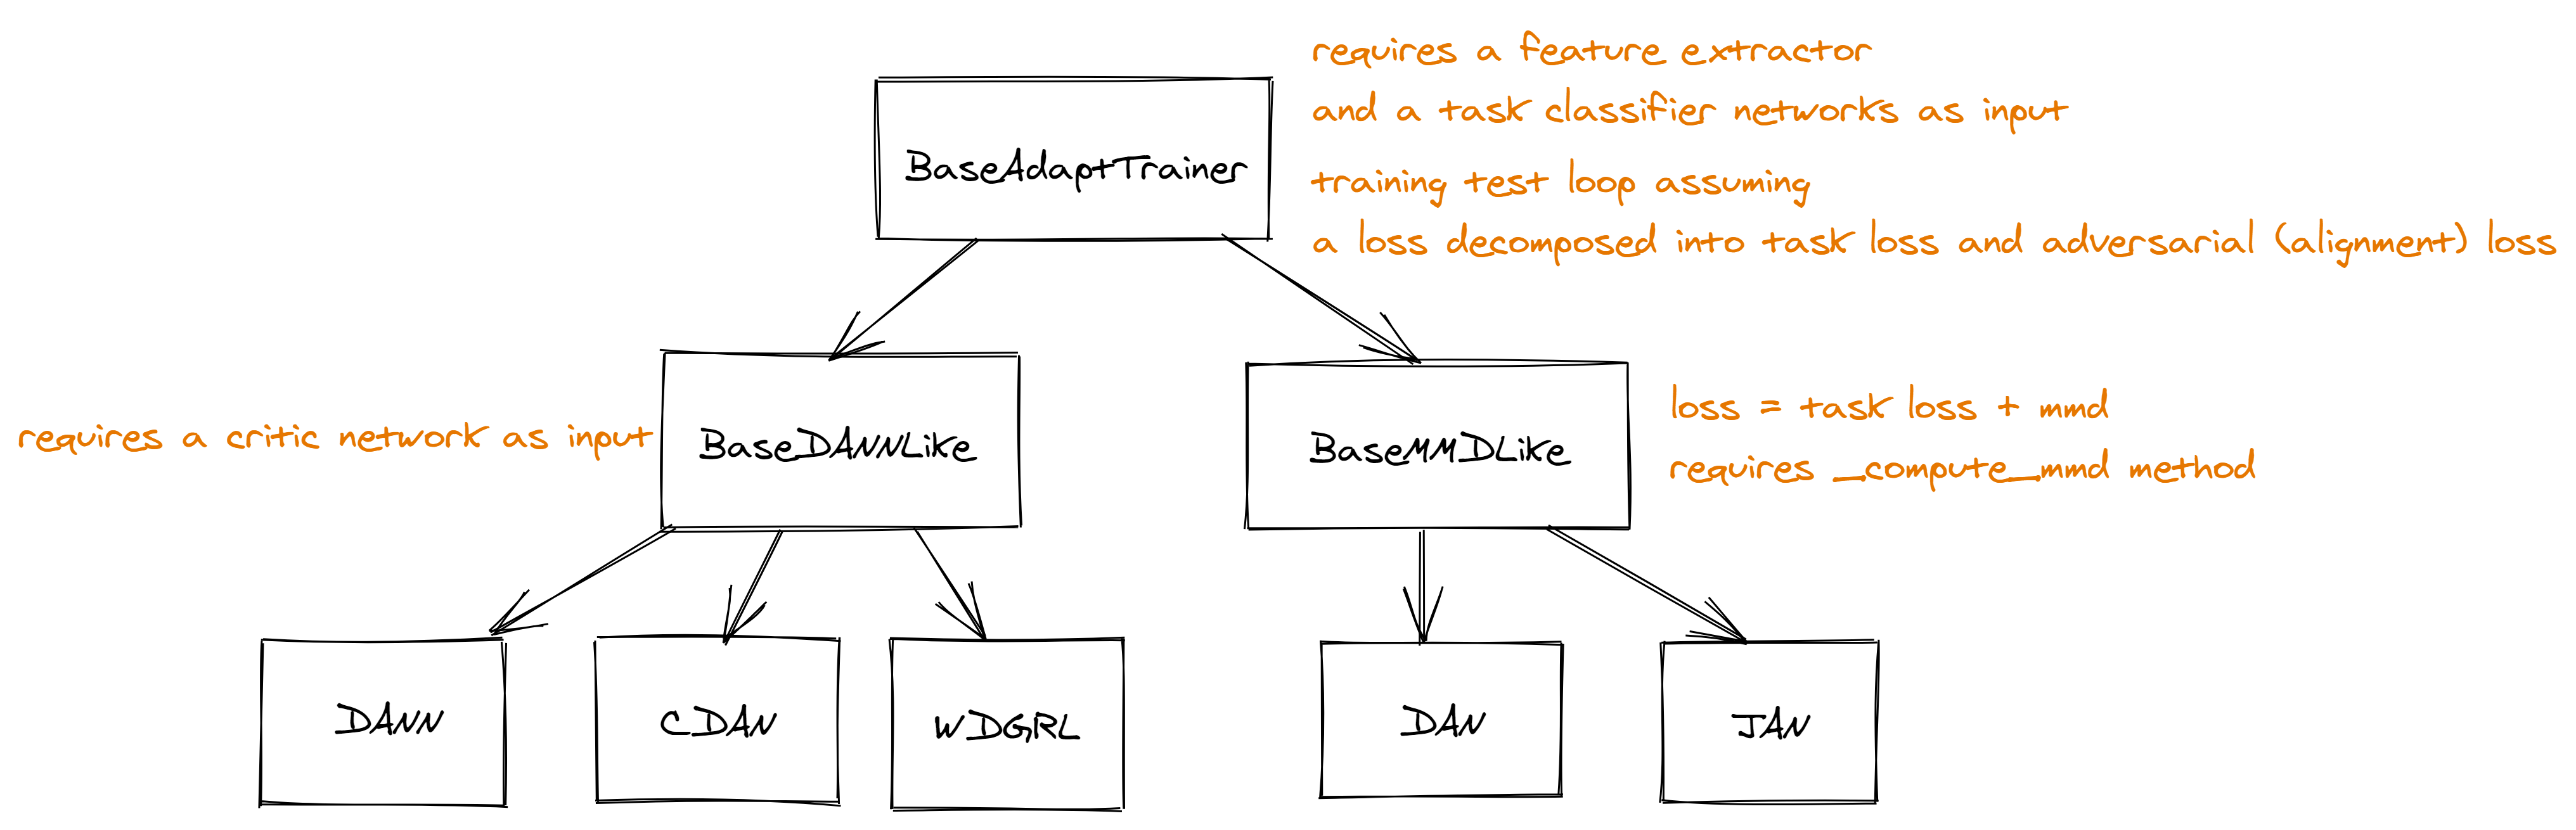 requires a feature extractor
and a task classifier networks as input
BaseAdaptTrainer
training test loop assuming
a loss decomposed into task loss and adversarial (alignment) loss
requires a critic network as input
BaseDANNLike
BaseMMDLike
loss = task loss + mmd
requires _compute_mmd method
DANN
CDAN
WDGRL
DAN
JAN